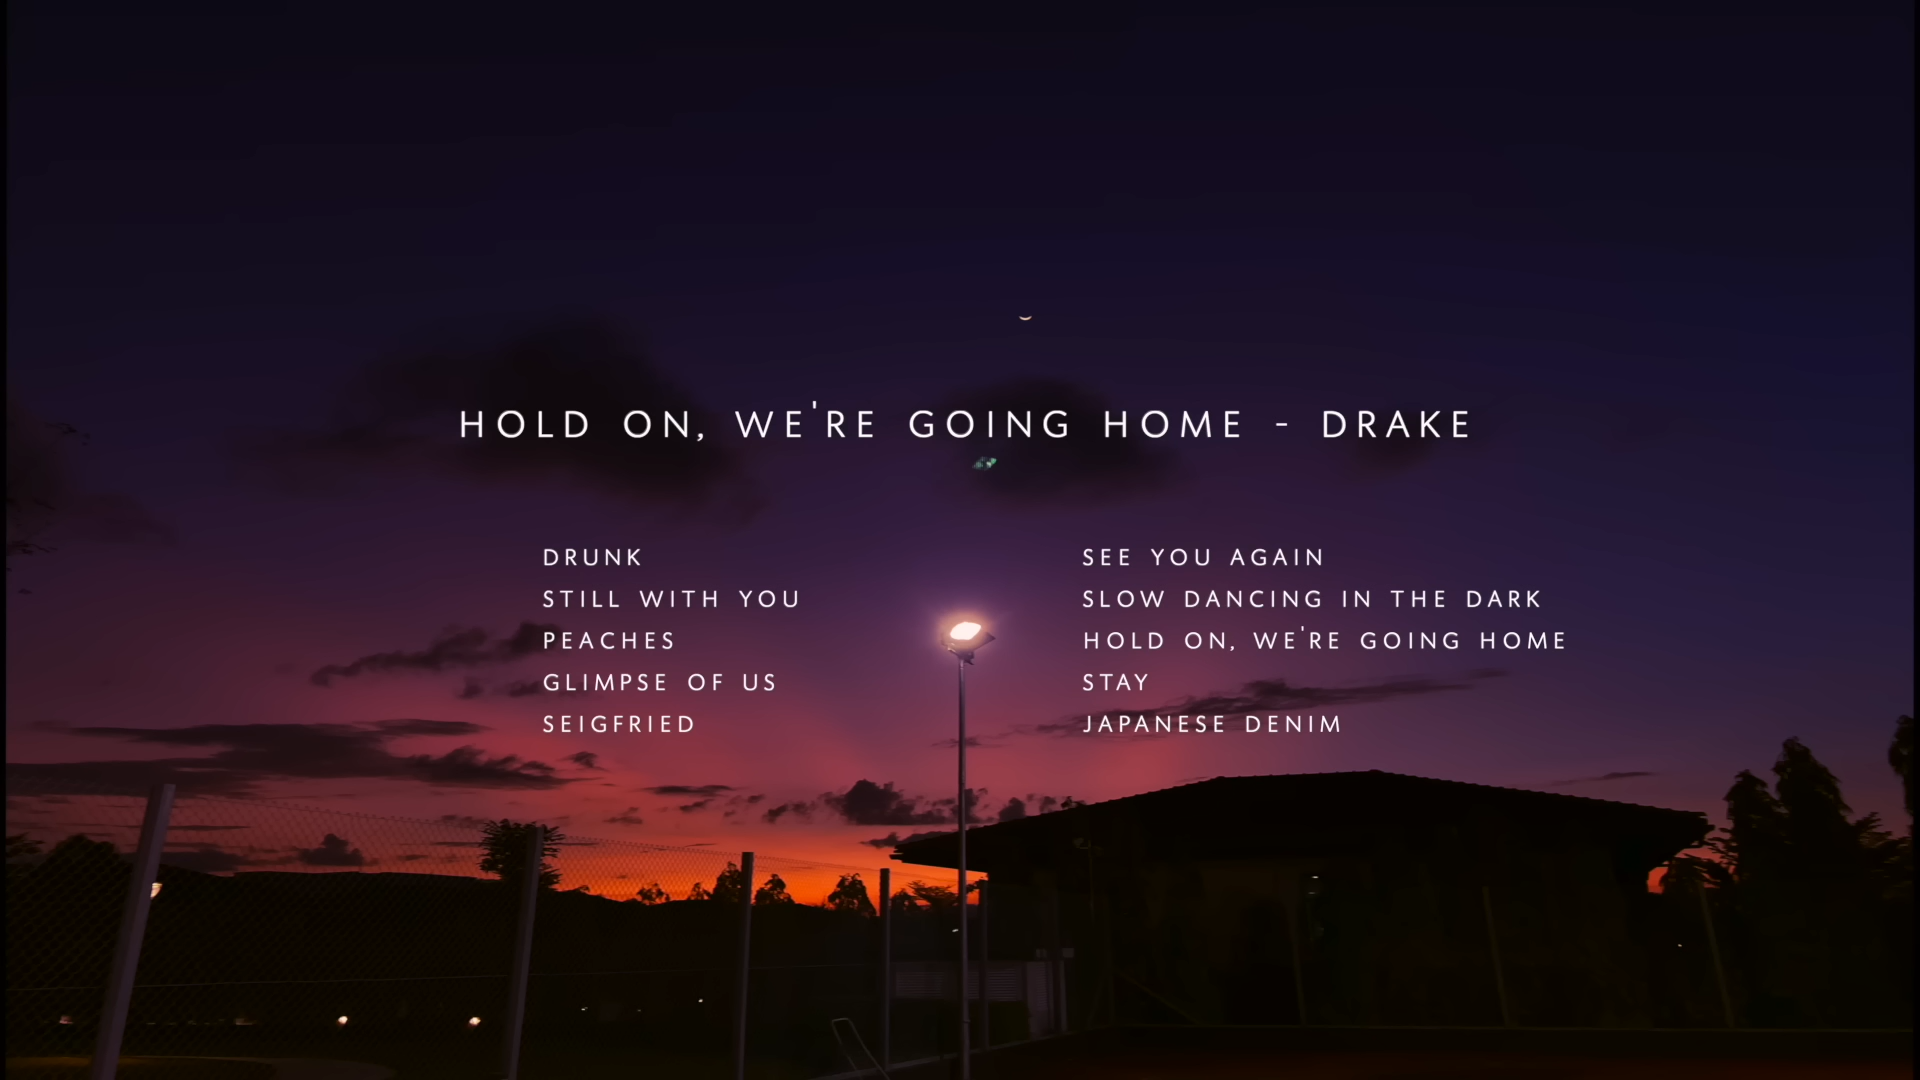 HOLD ON, WE'RE GOING HOME - DRAKE
DRUNK
STILL WITH YOU
PEACHES
GLIMPSE OF US
SEIGFRIED
SEE YOU AGAIN
SLOW DANCING IN THE DARK
HOLD ON, WE'RE GOING HOME
STAY
JAPANESE DENIM